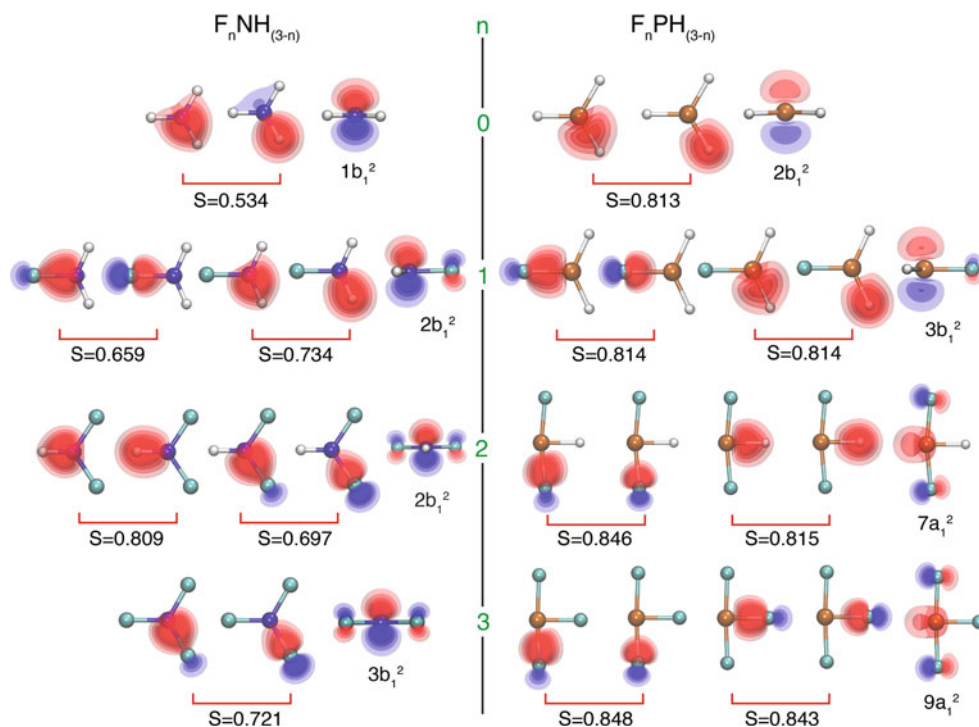 FₙNH₍₃₋ₙ₎ n FₙPH₍₃₋ₙ₎
0
1b₁² 2b₁²
S=0.534 S=0.813
1
2b₁² 3b₁²
S=0.659 S=0.734 S=0.814 S=0.814
2
2b₁² 7a₁²
S=0.809 S=0.697 S=0.846 S=0.815
3
3b₁² 9a₁²
S=0.721 S=0.848 S=0.843